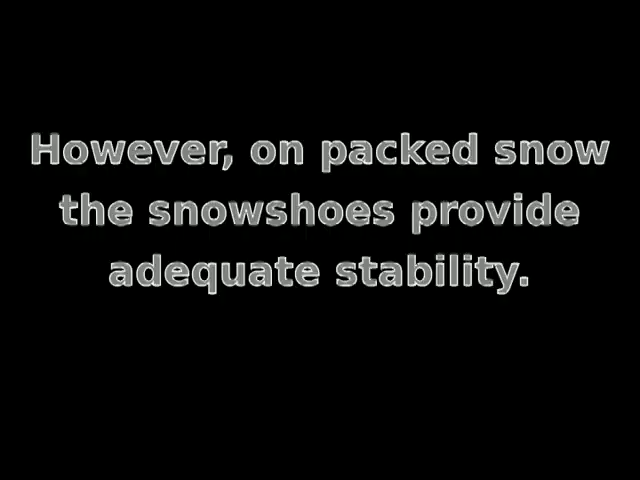 However, on packed snow
the snowshoes provide
adequate stability.